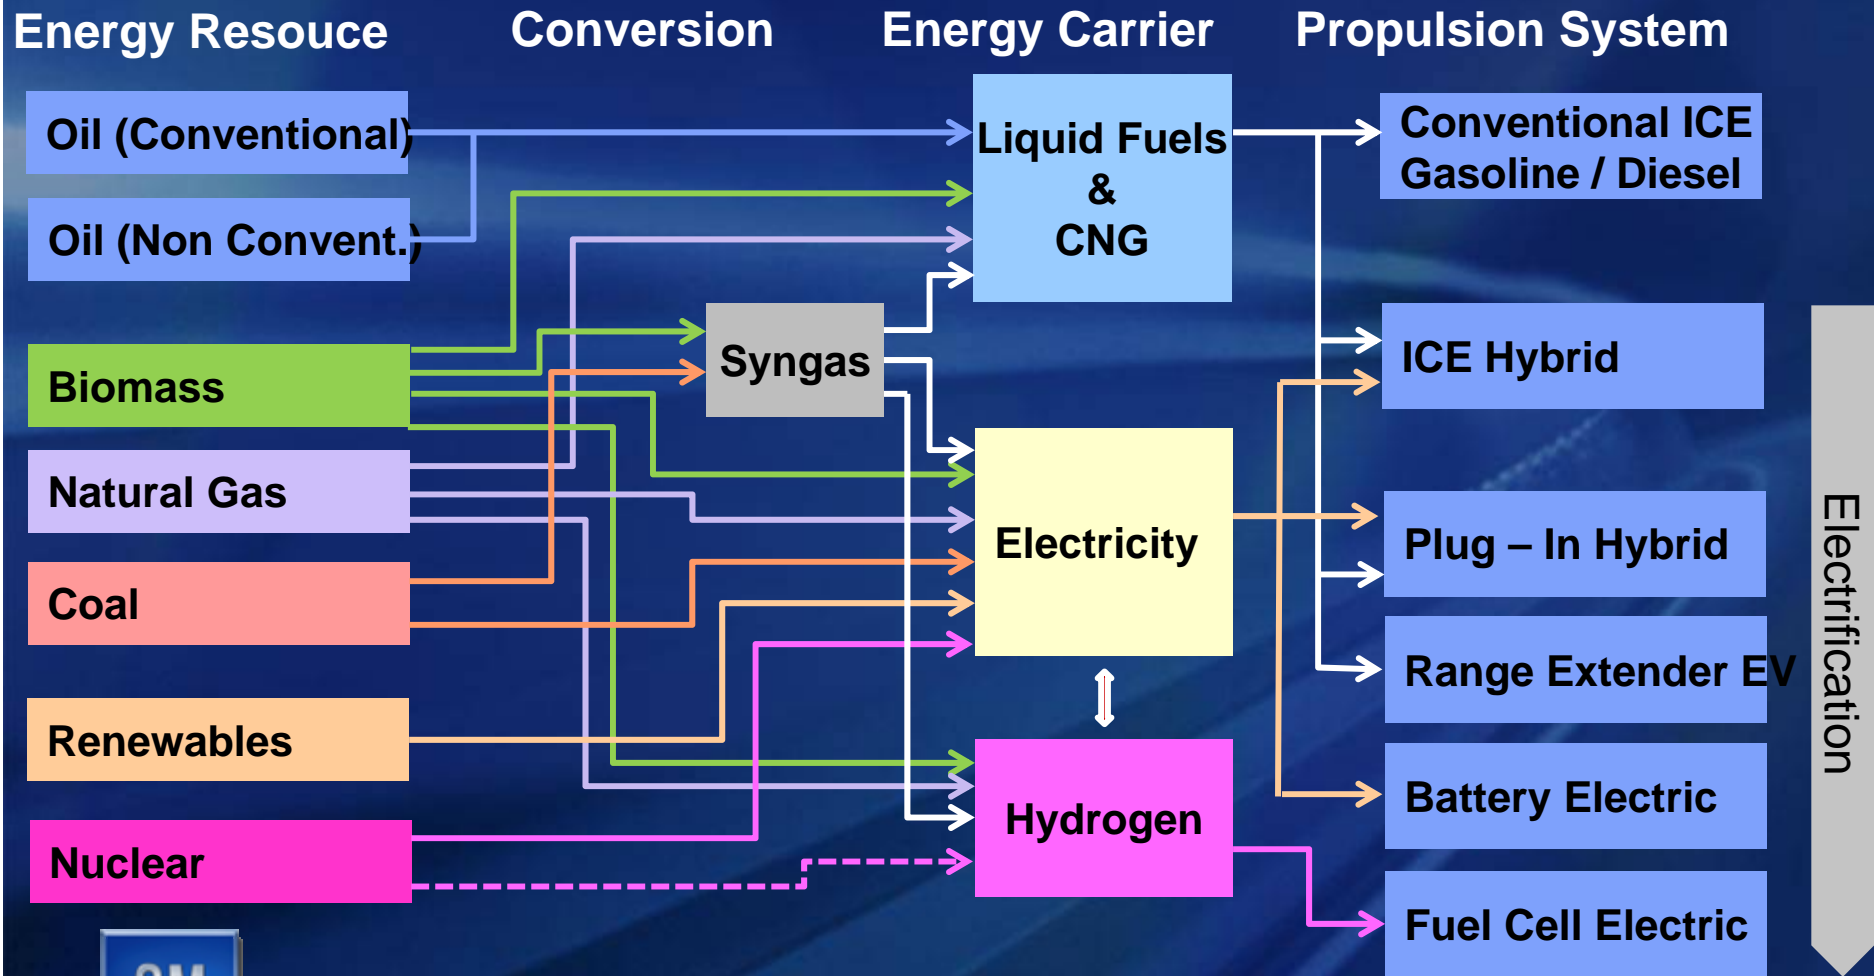 Energy Resouce
Conversion
Energy Carrier
Propulsion System
Oil (Conventional)
Oil (Non Convent.)
Biomass
Natural Gas
Coal
Renewables
Nuclear
Syngas
Liquid Fuels
&
CNG
Electricity
Hydrogen
Conventional ICE
Gasoline / Diesel
ICE Hybrid
Plug – In Hybrid
Range Extender EV
Battery Electric
Fuel Cell Electric
Electrification
GM